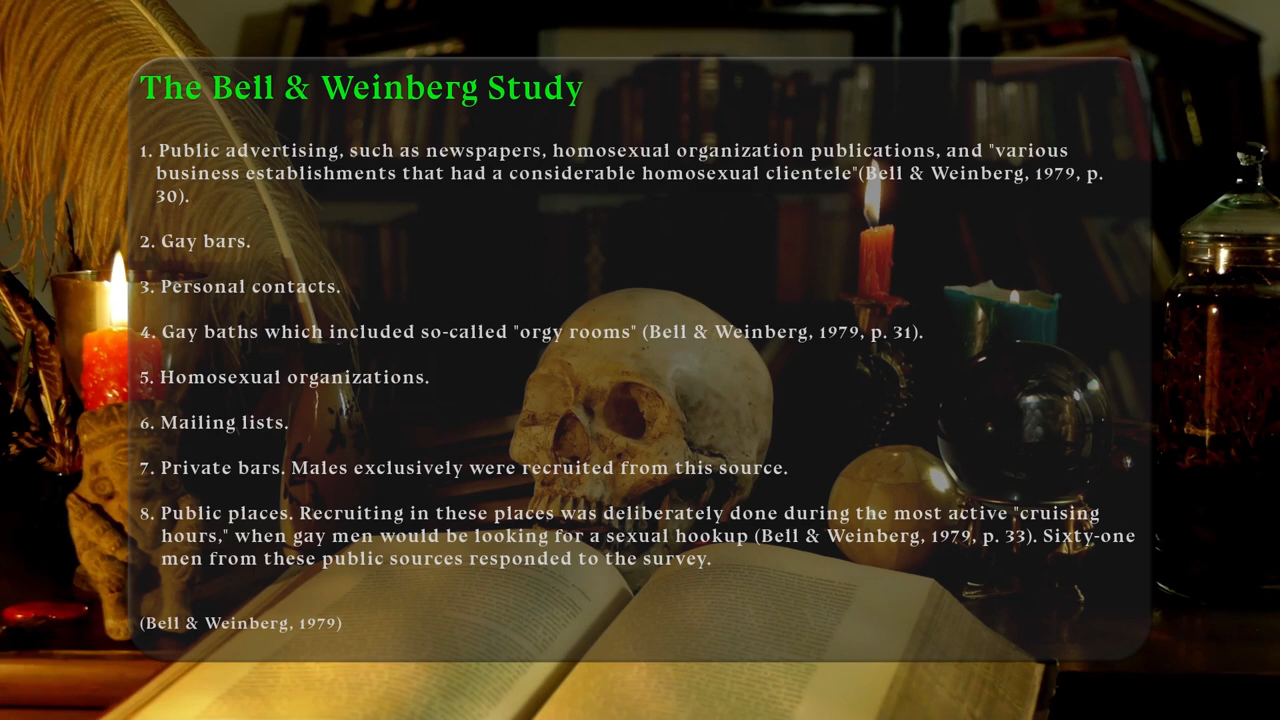 The Bell & Weinberg Study
1. Public advertising, such as newspapers, homosexual organization publications, and "various
business establishments that had a considerable homosexual clientele"(Bell & Weinberg, 1979, p.
30).
2. Gay bars.
3. Personal contacts.
4. Gay baths which included so-called "orgy rooms" (Bell & Weinberg, 1979, p. 31).
5. Homosexual organizations.
6. Mailing lists.
7. Private bars. Males exclusively were recruited from this source.
8. Public places. Recruiting in these places was deliberately done during the most active "cruising
hours," when gay men would be looking for a sexual hookup (Bell & Weinberg, 1979, p. 33). Sixty-one
men from these public sources responded to the survey.
(Bell & Weinberg, 1979)